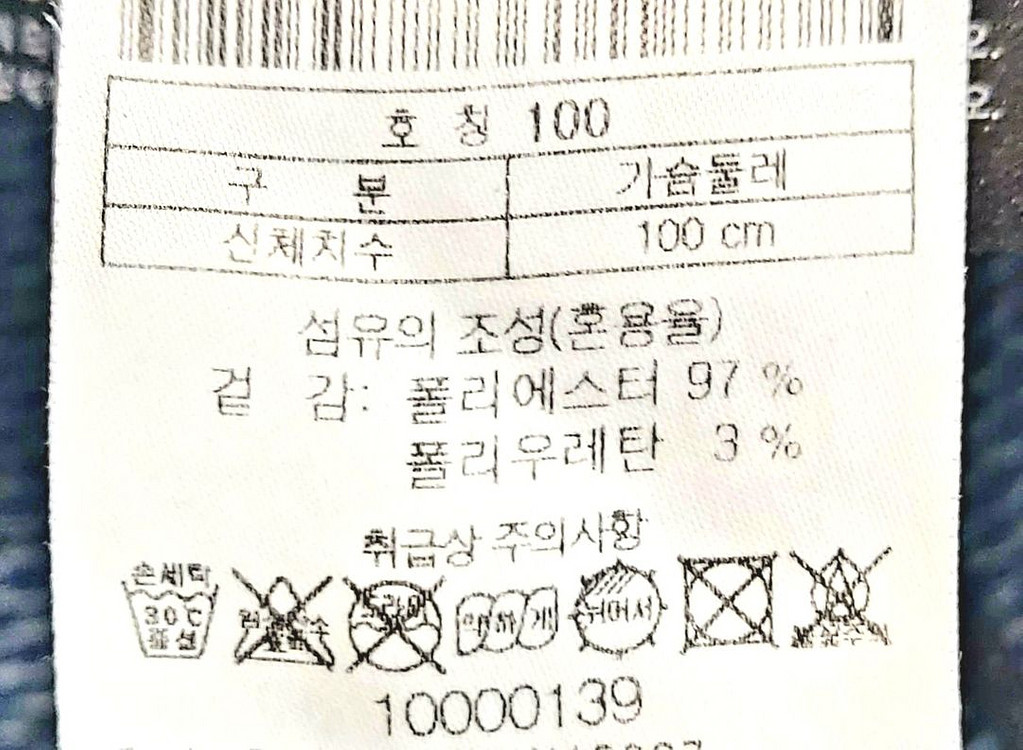 호 칭 100
구 분 가슴둘레
신체치수 100 cm
섬유의 조성(혼용율)
겉 감: 폴리에스터 97 %
폴리우레탄 3 %
취급상 주의사항
손세탁
30℃
중성
드라이
약하게
뉘어서
10000139